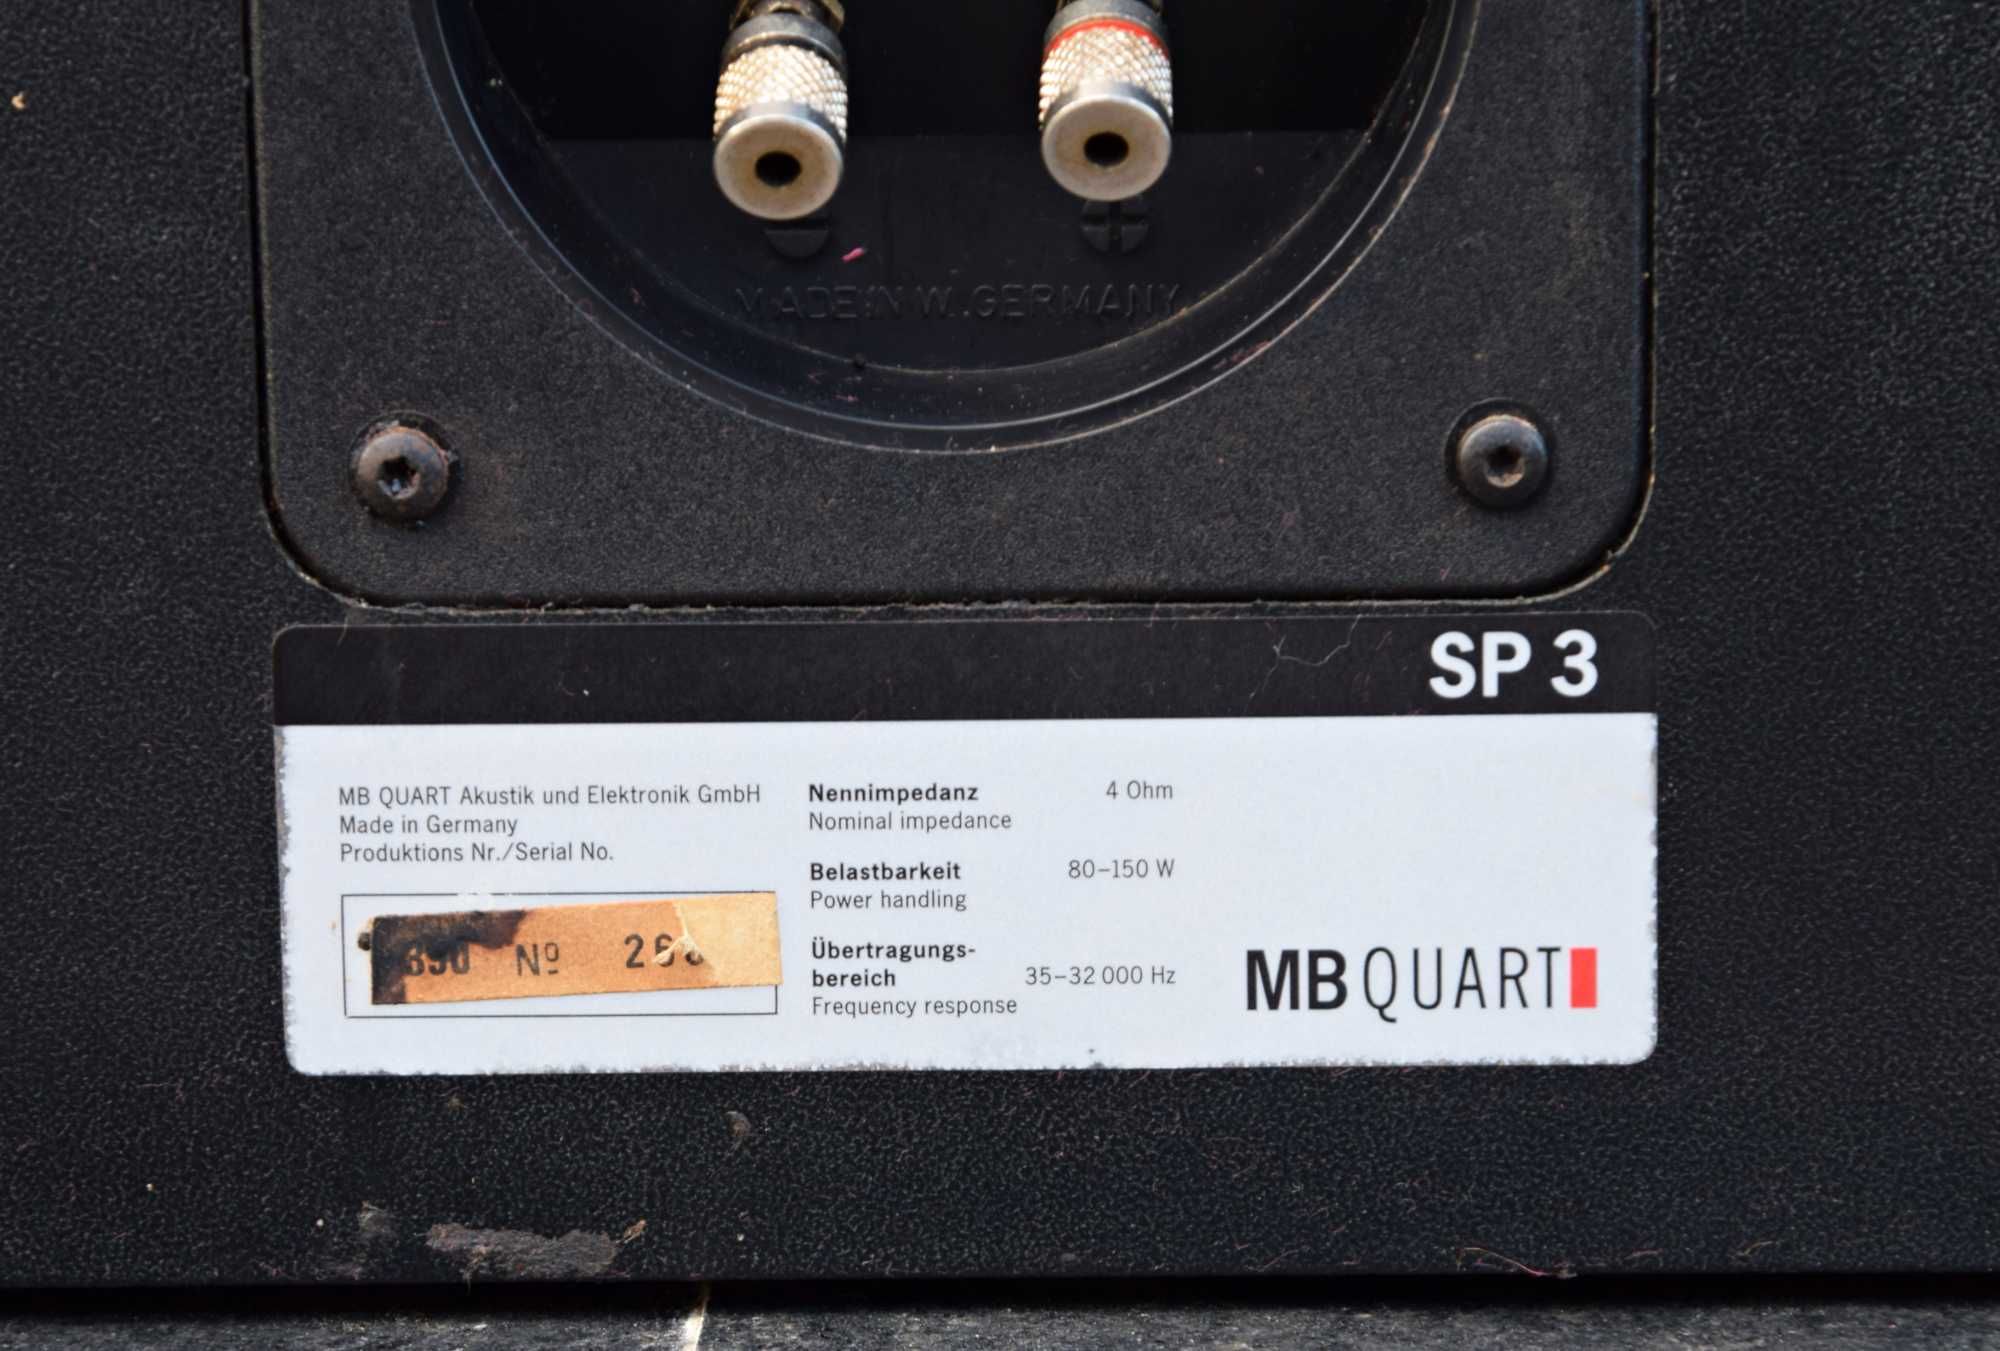 MADE IN W. GERMANY
SP 3
MB QUART Akustik und Elektronik GmbH
Made in Germany
Produktions Nr./Serial No.
Nº
Nennimpedanz 4 Ohm
Nominal impedance
Belastbarkeit 80–150 W
Power handling
Übertragungs-
bereich 35–32 000 Hz
Frequency response
MB QUART